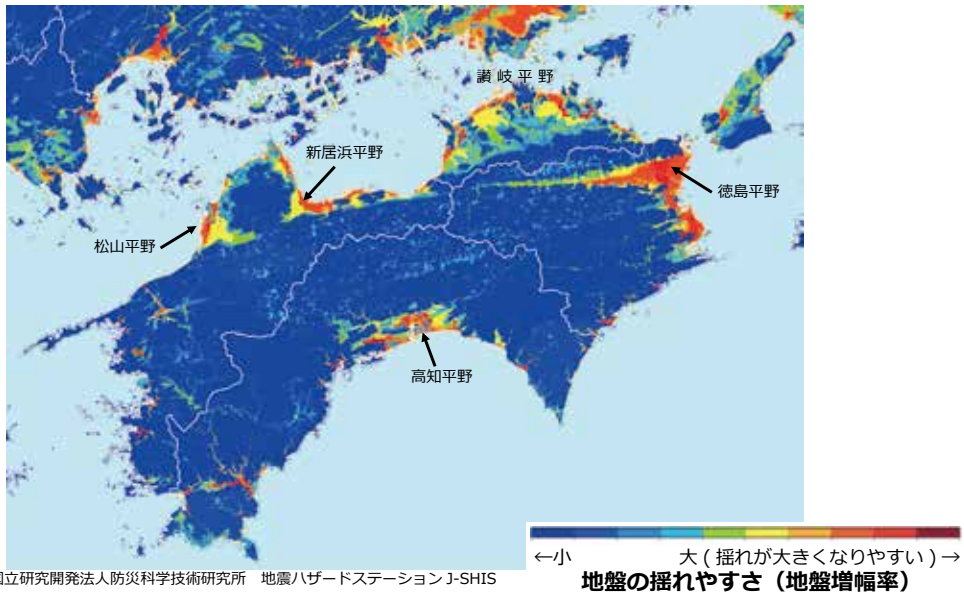 讃岐平野
新居浜平野
徳島平野
松山平野
高知平野
←小 大 ( 揺れが大きくなりやすい ) →
立研究開発法人防災科学技術研究所 地震ハザードステーション J-SHIS
地盤の揺れやすさ（地盤増幅率）